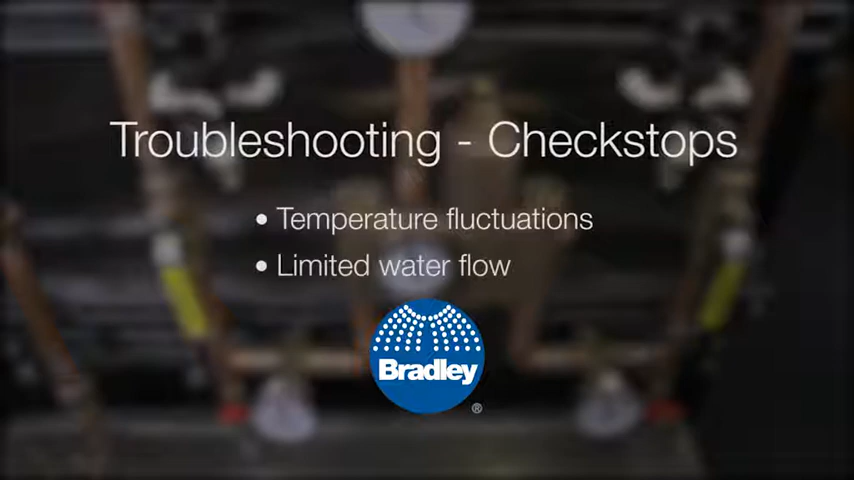 Troubleshooting - Checkstops
• Temperature fluctuations
• Limited water flow
Bradley
®